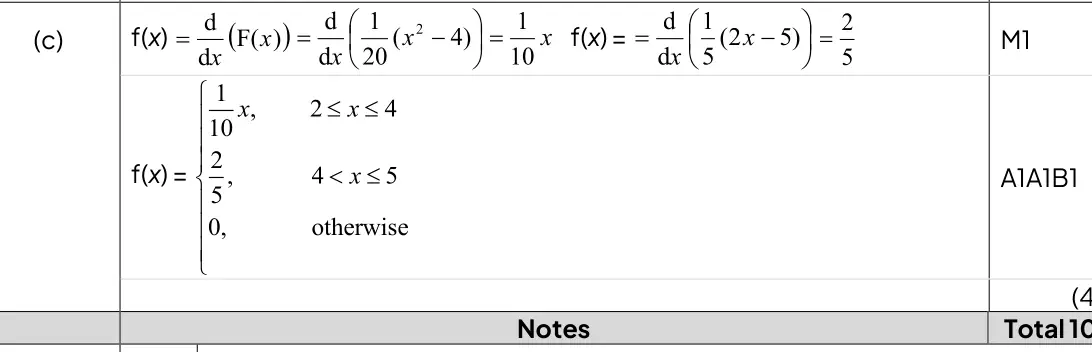 (c) f(x) = d/dx (F(x)) = d/dx (1/20 (x² − 4)) = 1/10 x f(x) = = d/dx (1/5 (2x − 5)) = 2/5 M1
1/10 x, 2 ≤ x ≤ 4
f(x) = { 2/5, 4 < x ≤ 5 A1A1B1
0, otherwise
(4
Notes Total 10